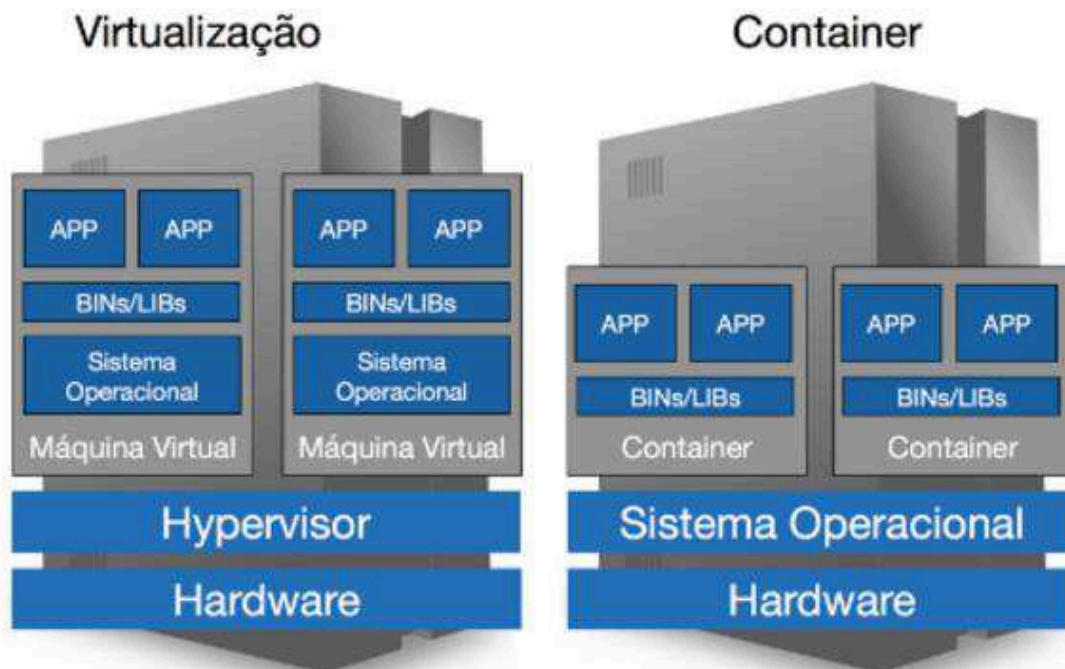 Virtualização
APP
APP
BINs/LIBs
Sistema
Operacional
Máquina Virtual
APP
APP
BINs/LIBs
Sistema
Operacional
Máquina Virtual
Hypervisor
Hardware
Container
APP
APP
BINs/LIBs
Container
APP
APP
BINs/LIBs
Container
Sistema Operacional
Hardware